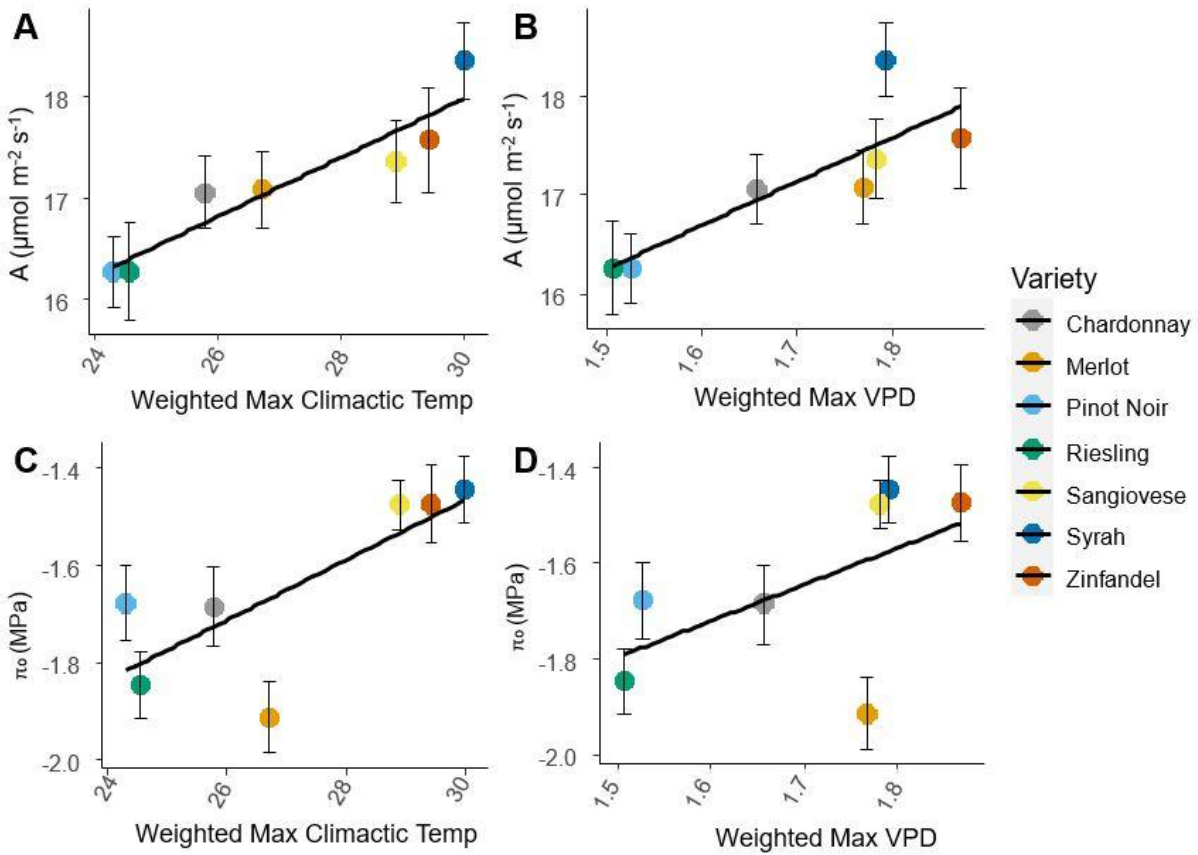 A
A (µmol m⁻² s⁻¹)
18
17
16
24
26
28
30
Weighted Max Climactic Temp
B
A (µmol m⁻² s⁻¹)
18
17
16
1.5
1.6
1.7
1.8
Weighted Max VPD
C
π₀ (MPa)
-1.4
-1.6
-1.8
-2.0
24
26
28
30
Weighted Max Climactic Temp
D
π₀ (MPa)
-1.4
-1.6
-1.8
-2.0
1.5
1.6
1.7
1.8
Weighted Max VPD
Variety
Chardonnay
Merlot
Pinot Noir
Riesling
Sangiovese
Syrah
Zinfandel